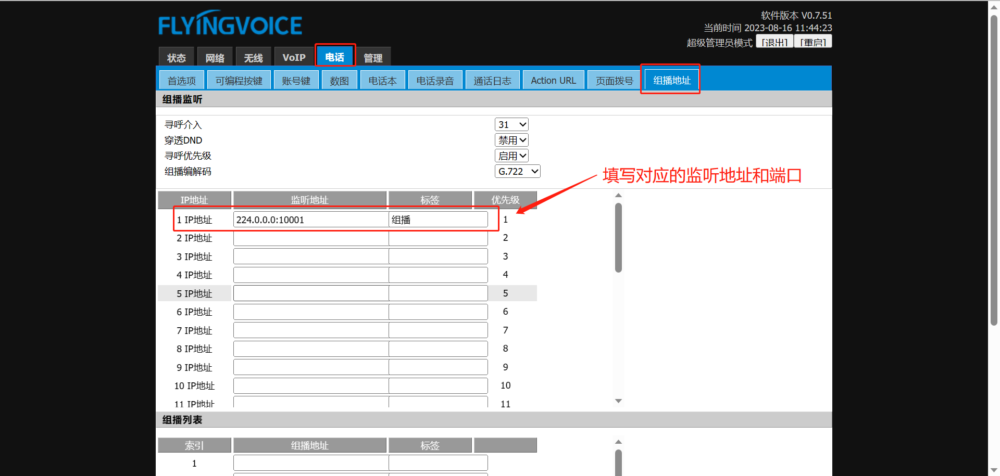 FLYINGVOICE
软件版本 V0.7.51
当前时间 2023-08-16 11:44:23
超级管理员模式 [退出] [重启]
状态 网络 无线 VoIP 电话 管理
首选项 可编程按键 账号键 数图 电话本 电话录音 通话日志 Action URL 页面拨号 组播地址
组播监听
寻呼介入 31
穿透DND 禁用
寻呼优先级 启用
组播编解码 G.722
填写对应的监听地址和端口
IP地址 监听地址 标签 优先级
1 IP地址 224.0.0.0:10001 组播 1
2 IP地址 2
3 IP地址 3
4 IP地址 4
5 IP地址 5
6 IP地址 6
7 IP地址 7
8 IP地址 8
9 IP地址 9
10 IP地址 10
11 IP地址 11
组播列表
索引 组播地址 标签
1